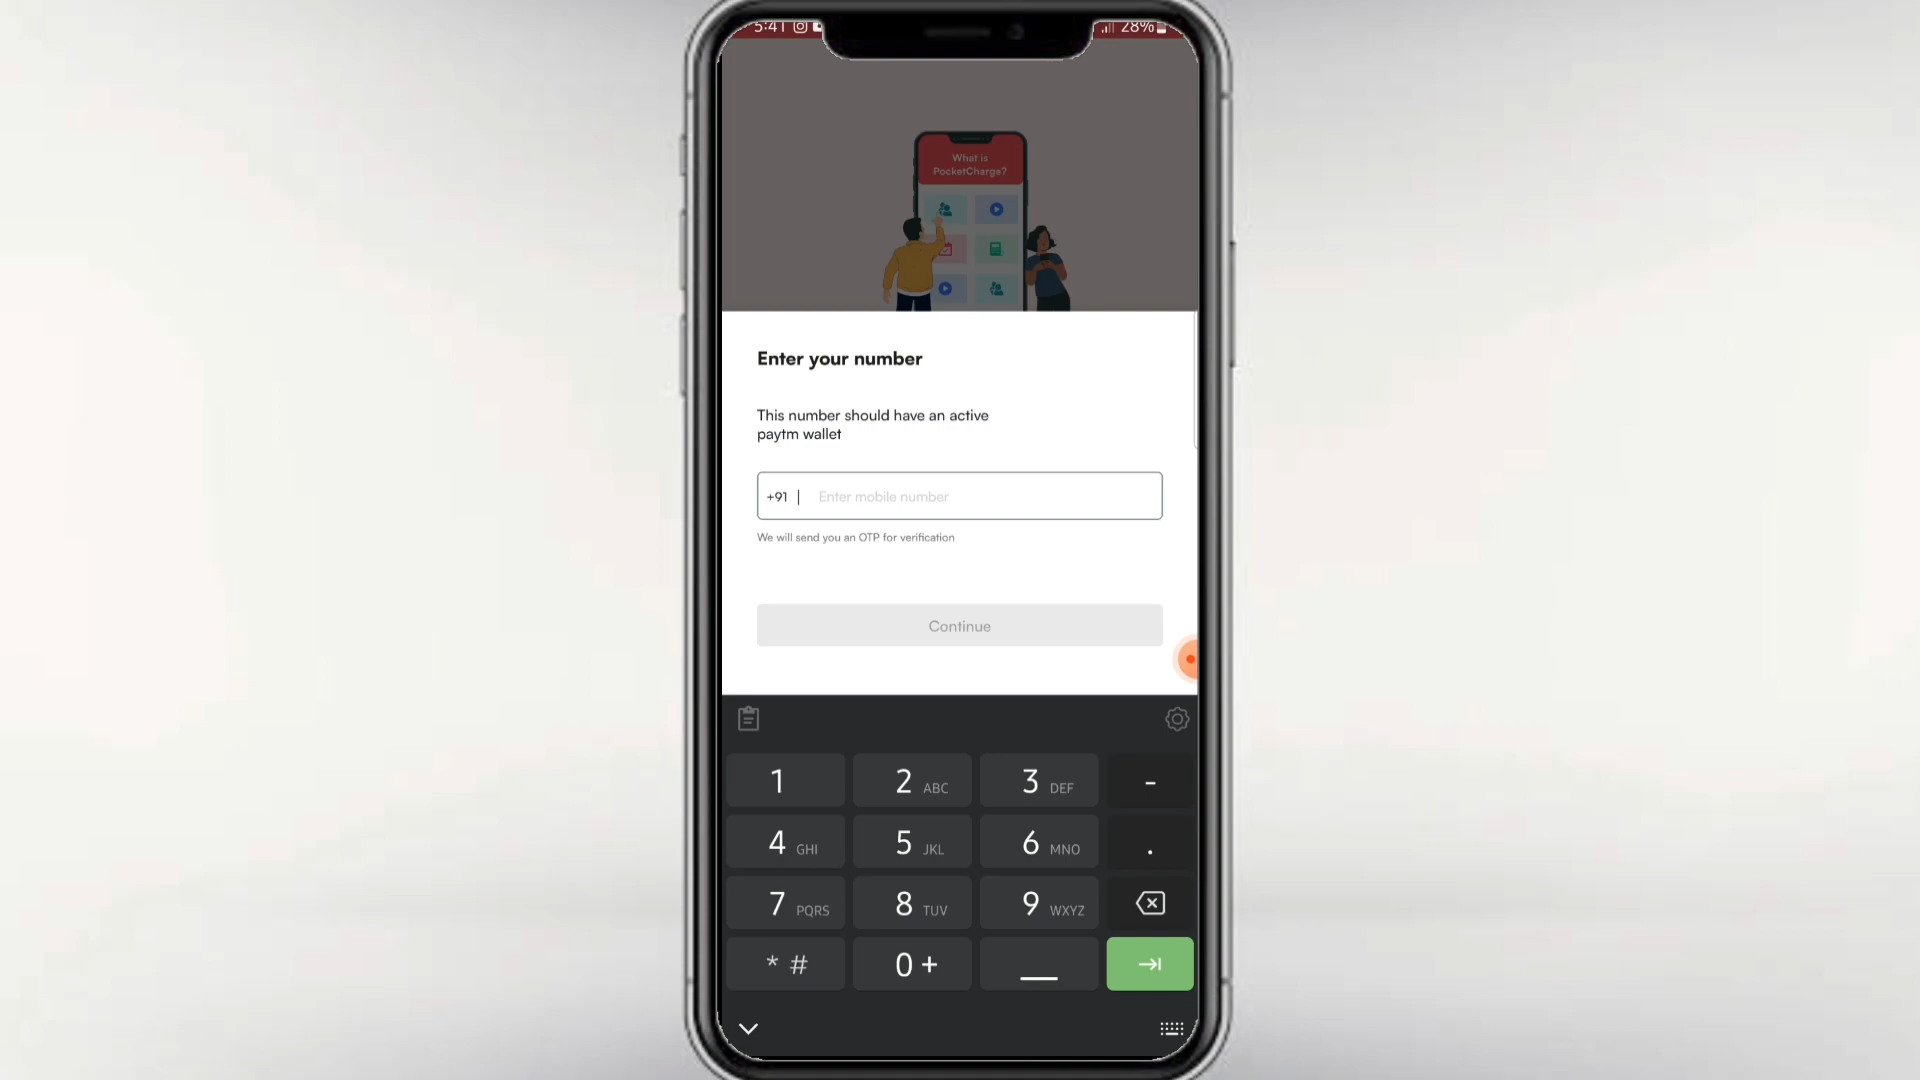 5:41
28%
What is
PocketCharge?
Enter your number
This number should have an active
paytm wallet
+91 | Enter mobile number
We will send you an OTP for verification
Continue
1 2 ABC 3 DEF -
4 GHI 5 JKL 6 MNO .
7 PQRS 8 TUV 9 WXYZ
* # 0 +